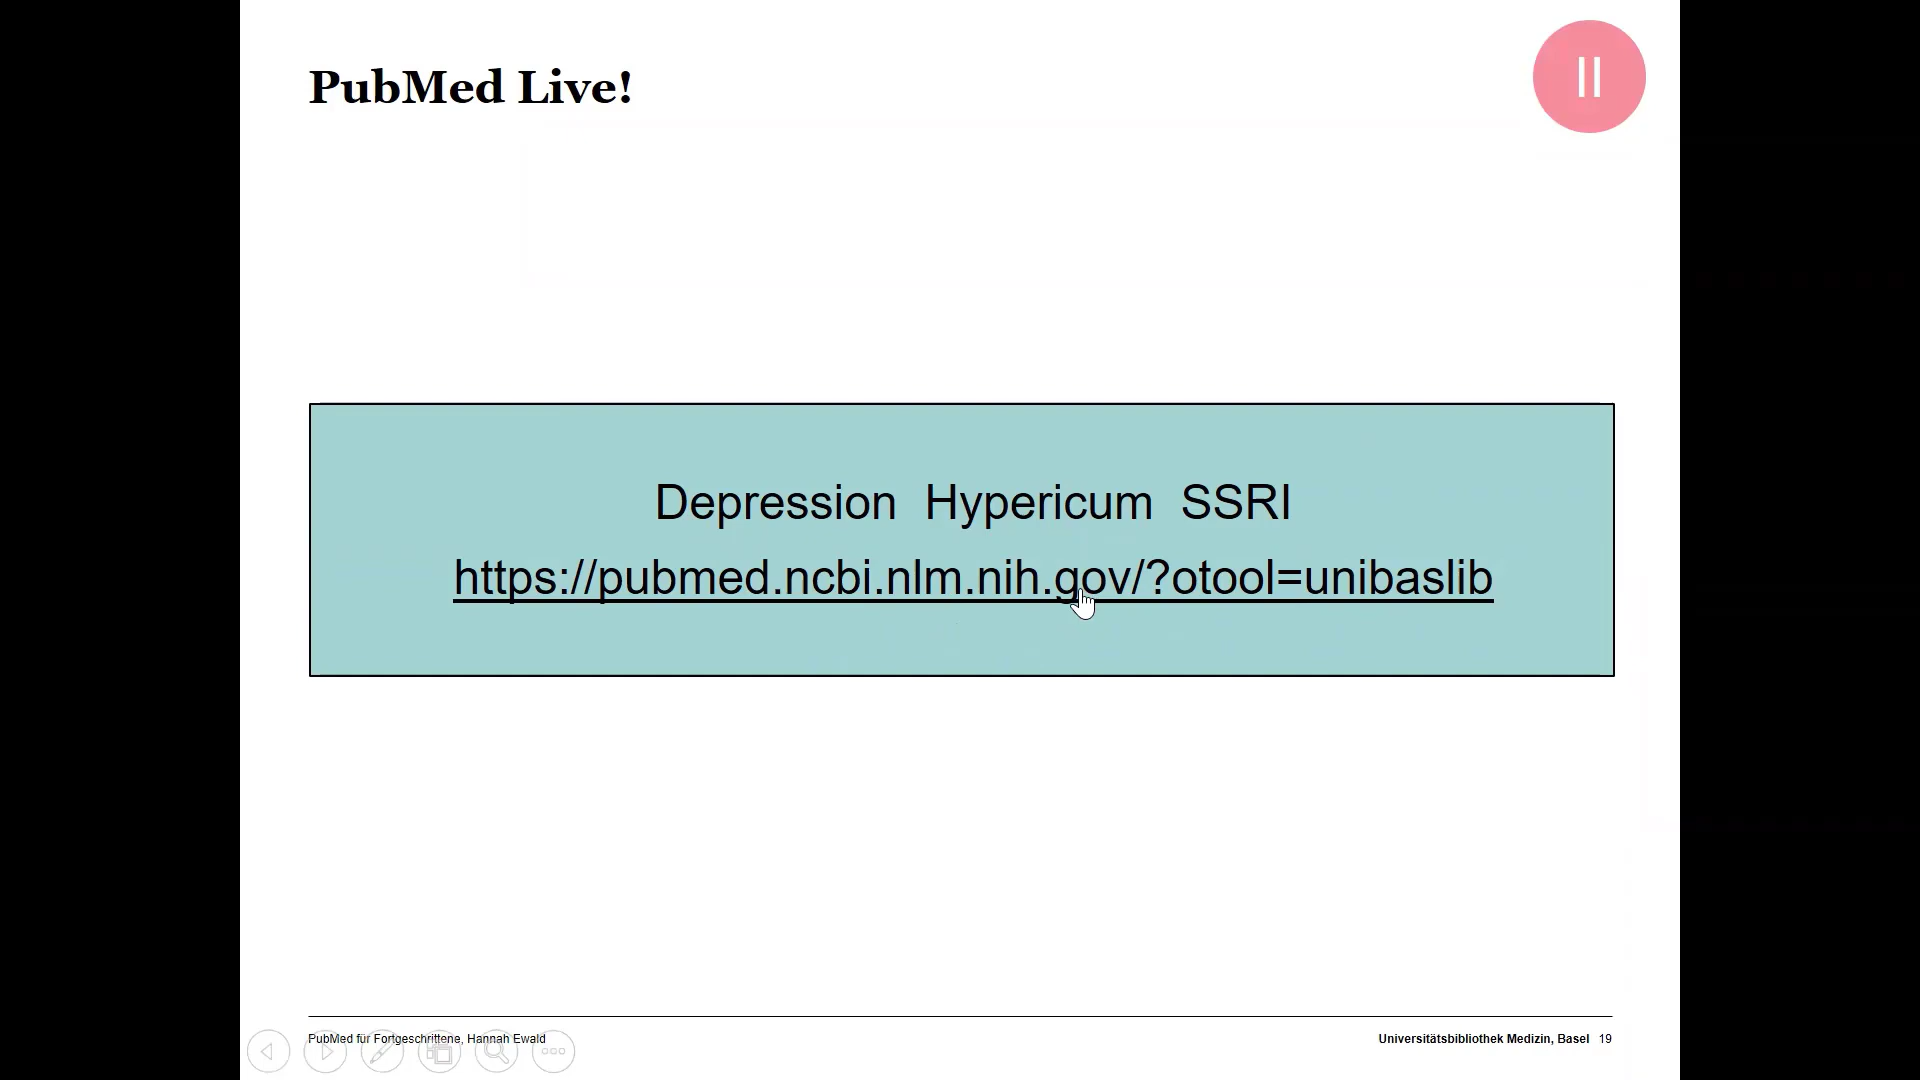 PubMed Live!
Depression Hypericum SSRI
https://pubmed.ncbi.nlm.nih.gov/?otool=unibaslib
PubMed für Fortgeschrittene, Hannah Ewald
Universitätsbibliothek Medizin, Basel 19